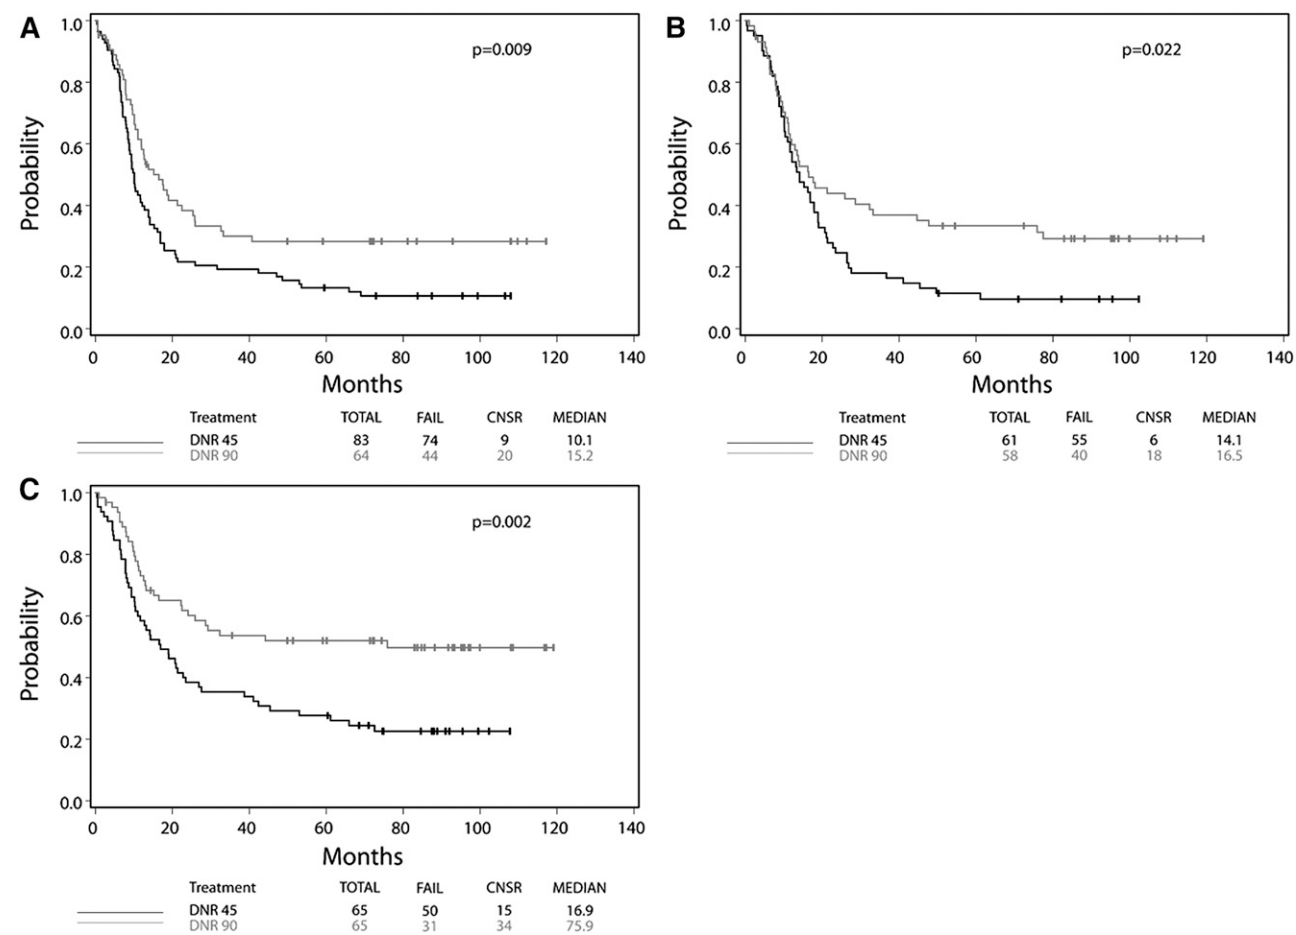 A
Probability
1.0
0.8
0.6
0.4
0.2
0.0
p=0.009
0 20 40 60 80 100 120 140
Months
Treatment TOTAL FAIL CNSR MEDIAN
DNR 45 83 74 9 10.1
DNR 90 64 44 20 15.2
B
Probability
1.0
0.8
0.6
0.4
0.2
0.0
p=0.022
0 20 40 60 80 100 120 140
Months
Treatment TOTAL FAIL CNSR MEDIAN
DNR 45 61 55 6 14.1
DNR 90 58 40 18 16.5
C
Probability
1.0
0.8
0.6
0.4
0.2
0.0
p=0.002
0 20 40 60 80 100 120 140
Months
Treatment TOTAL FAIL CNSR MEDIAN
DNR 45 65 50 15 16.9
DNR 90 65 31 34 75.9